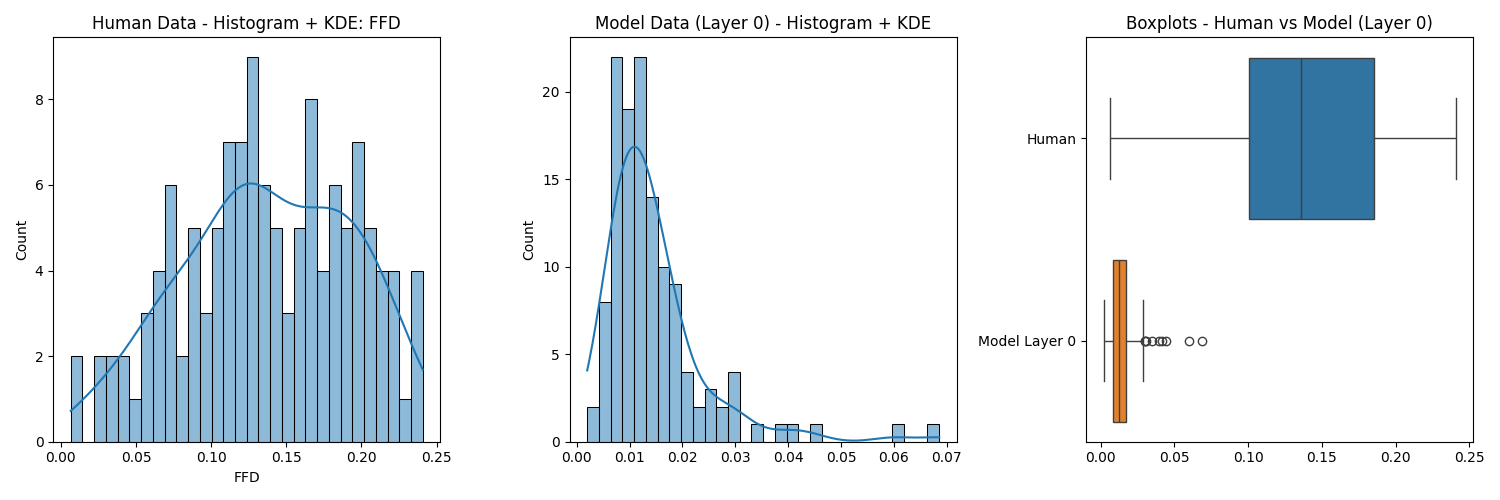 Human Data - Histogram + KDE: FFD
Count
8
6
4
2
0
0.00 0.05 0.10 0.15 0.20 0.25
FFD
Model Data (Layer 0) - Histogram + KDE
Count
20
15
10
5
0
0.00 0.01 0.02 0.03 0.04 0.05 0.06 0.07
Boxplots - Human vs Model (Layer 0)
Human
Model Layer 0
0.00 0.05 0.10 0.15 0.20 0.25